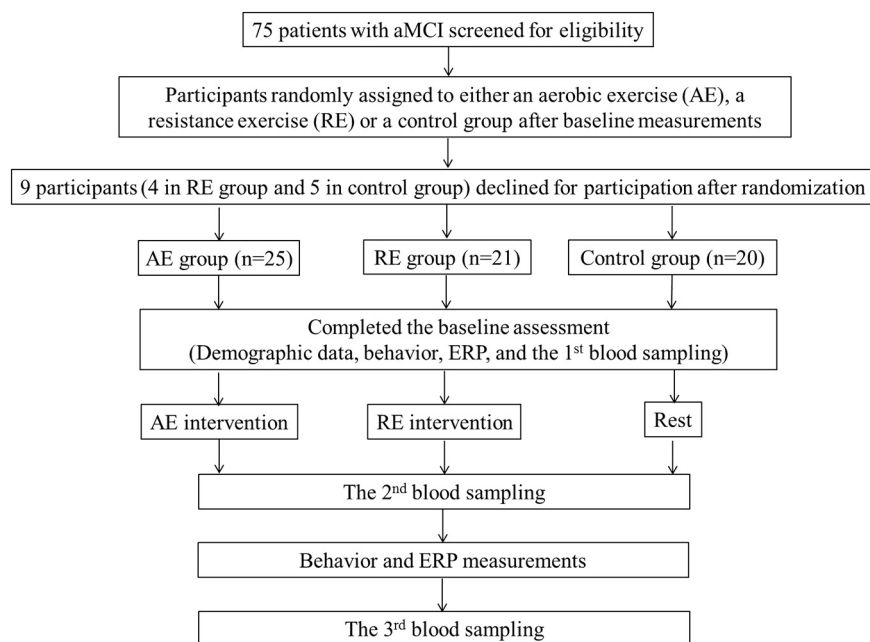 75 patients with aMCI screened for eligibility
Participants randomly assigned to either an aerobic exercise (AE), a
resistance exercise (RE) or a control group after baseline measurements
9 participants (4 in RE group and 5 in control group) declined for participation after randomization
AE group (n=25)
RE group (n=21)
Control group (n=20)
Completed the baseline assessment
(Demographic data, behavior, ERP, and the 1st blood sampling)
AE intervention
RE intervention
Rest
The 2nd blood sampling
Behavior and ERP measurements
The 3rd blood sampling